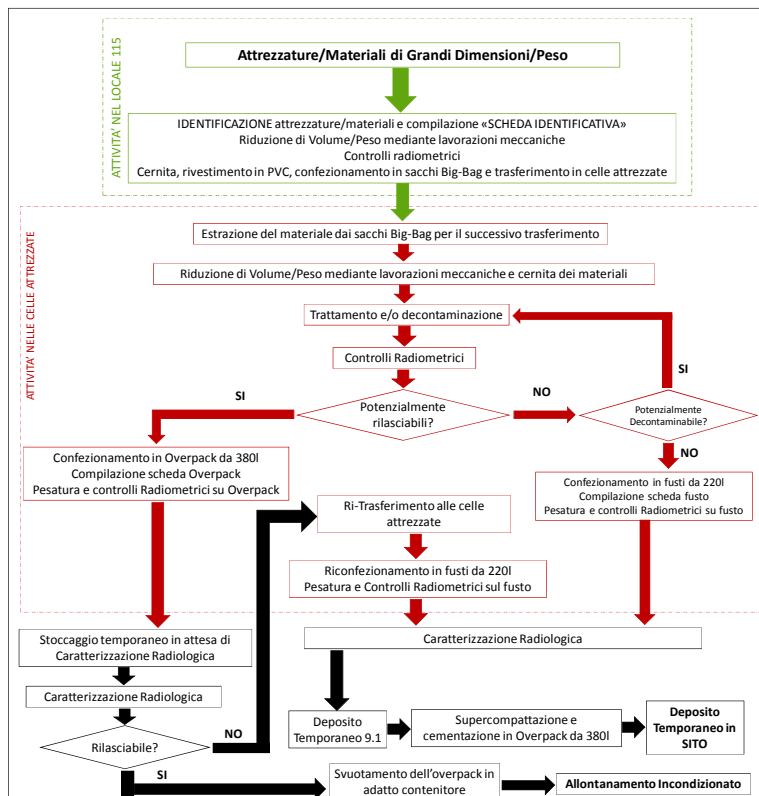 ATTIVITA' NEL LOCALE 115
Attrezzature/Materiali di Grandi Dimensioni/Peso
IDENTIFICAZIONE attrezzature/materiali e compilazione «SCHEDA IDENTIFICATIVA»
Riduzione di Volume/Peso mediante lavorazioni meccaniche
Controlli radiometrici
Cernita, rivestimento in PVC, confezionamento in sacchi Big-Bag e trasferimento in celle attrezzate
ATTIVITA' NELLE CELLE ATTREZZATE
Estrazione del materiale dai sacchi Big-Bag per il successivo trasferimento
Riduzione di Volume/Peso mediante lavorazioni meccaniche e cernita dei materiali
Trattamento e/o decontaminazione
Controlli Radiometrici
SI
Potenzialmente
rilasciabili?
NO
SI
Potenzialmente
Decontaminabile?
NO
Confezionamento in Overpack da 380l
Compilazione scheda Overpack
Pesatura e controlli Radiometrici su Overpack
Confezionamento in fusti da 220l
Compilazione scheda fusto
Pesatura e controlli Radiometrici su fusto
Ri-Trasferimento alle celle
attrezzate
Riconfezionamento in fusti da 220l
Pesatura e Controlli Radiometrici sul fusto
Stoccaggio temporaneo in attesa di
Caratterizzazione Radiologica
Caratterizzazione Radiologica
Caratterizzazione Radiologica
Rilasciabile?
NO
SI
Deposito
Temporaneo 9.1
Supercompattazione e
cementazione in Overpack da 380l
Deposito
Temporaneo in
SITO
Svuotamento dell'overpack in
adatto contenitore
Allontanamento Incondizionato